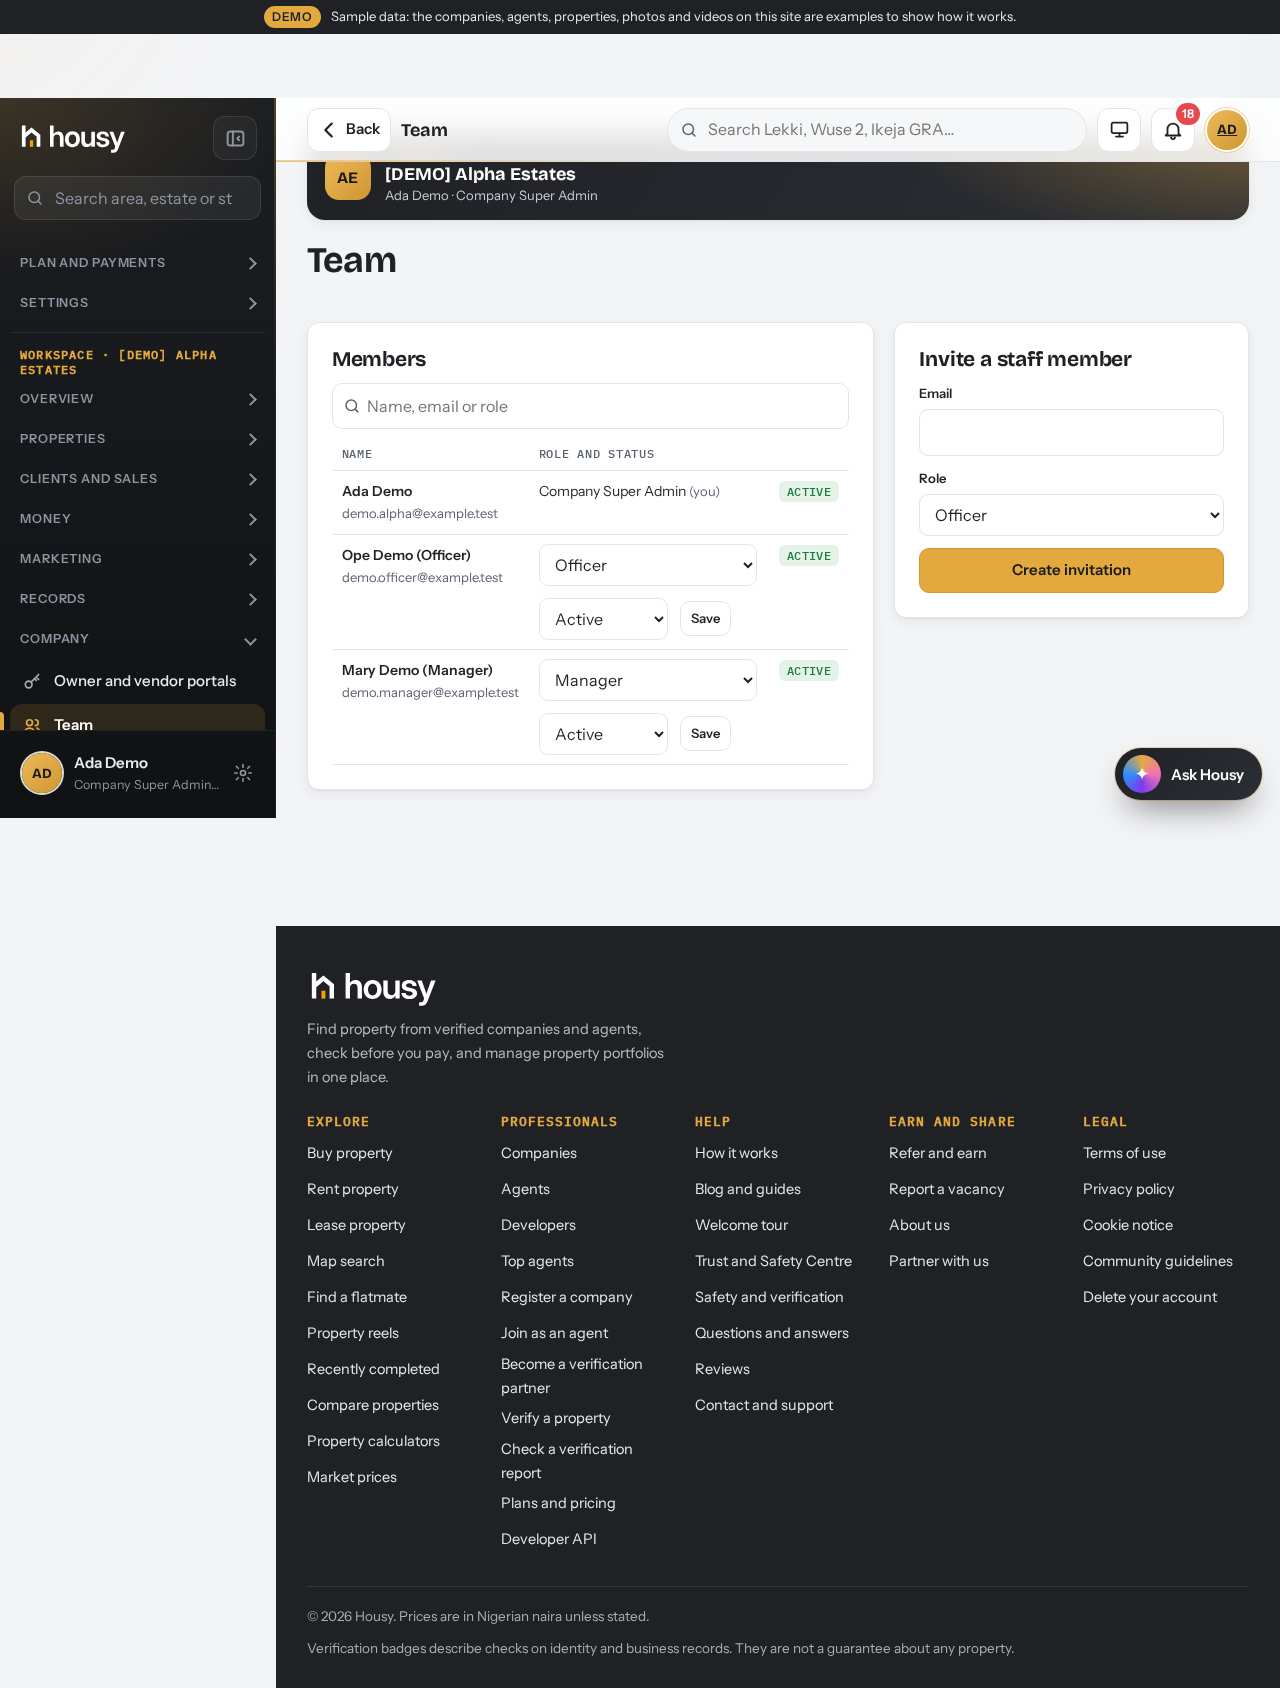 DEMO Sample data: the companies, agents, properties, photos and videos on this site are examples to show how it works.
housy
Search area, estate or st
PLAN AND PAYMENTS
SETTINGS
WORKSPACE · [DEMO] ALPHA
ESTATES
OVERVIEW
PROPERTIES
CLIENTS AND SALES
MONEY
MARKETING
RECORDS
COMPANY
Owner and vendor portals
Team
AD
Ada Demo
Company Super Admin...
Back
Team
Search Lekki, Wuse 2, Ikeja GRA...
18
AD
AE
[DEMO] Alpha Estates
Ada Demo · Company Super Admin
Team
Members
Name, email or role
NAME ROLE AND STATUS
Ada Demo Company Super Admin (you) ACTIVE
demo.alpha@example.test
Ope Demo (Officer) Officer ACTIVE
demo.officer@example.test
Active Save
Mary Demo (Manager) Manager ACTIVE
demo.manager@example.test
Active Save
Invite a staff member
Email
Role
Officer
Create invitation
Ask Housy
housy
Find property from verified companies and agents,
check before you pay, and manage property portfolios
in one place.
EXPLORE
Buy property
Rent property
Lease property
Map search
Find a flatmate
Property reels
Recently completed
Compare properties
Property calculators
Market prices
PROFESSIONALS
Companies
Agents
Developers
Top agents
Register a company
Join as an agent
Become a verification
partner
Verify a property
Check a verification
report
Plans and pricing
Developer API
HELP
How it works
Blog and guides
Welcome tour
Trust and Safety Centre
Safety and verification
Questions and answers
Reviews
Contact and support
EARN AND SHARE
Refer and earn
Report a vacancy
About us
Partner with us
LEGAL
Terms of use
Privacy policy
Cookie notice
Community guidelines
Delete your account
© 2026 Housy. Prices are in Nigerian naira unless stated.
Verification badges describe checks on identity and business records. They are not a guarantee about any property.